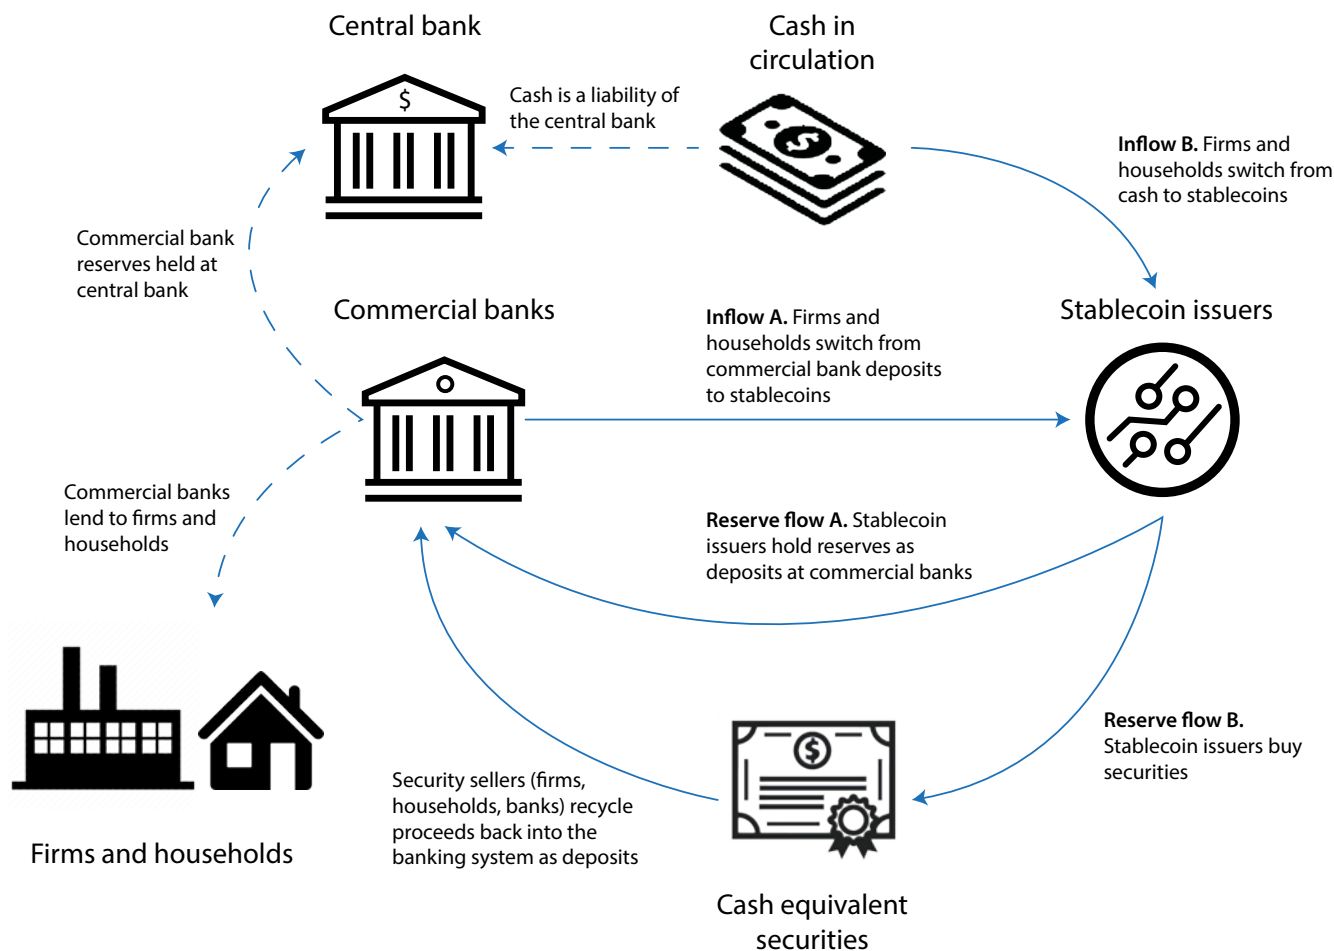 Central bank
Cash in
circulation
$
Cash is a liability of
the central bank
$
Inflow B. Firms and
households switch from
cash to stablecoins
Commercial bank
reserves held at
central bank
Commercial banks
Inflow A. Firms and
households switch from
commercial bank deposits
to stablecoins
Stablecoin issuers
Commercial banks
lend to firms and
households
Reserve flow A. Stablecoin
issuers hold reserves as
deposits at commercial banks
Reserve flow B.
Stablecoin issuers buy
securities
$
Security sellers (firms,
households, banks) recycle
proceeds back into the
banking system as deposits
Firms and households
Cash equivalent
securities